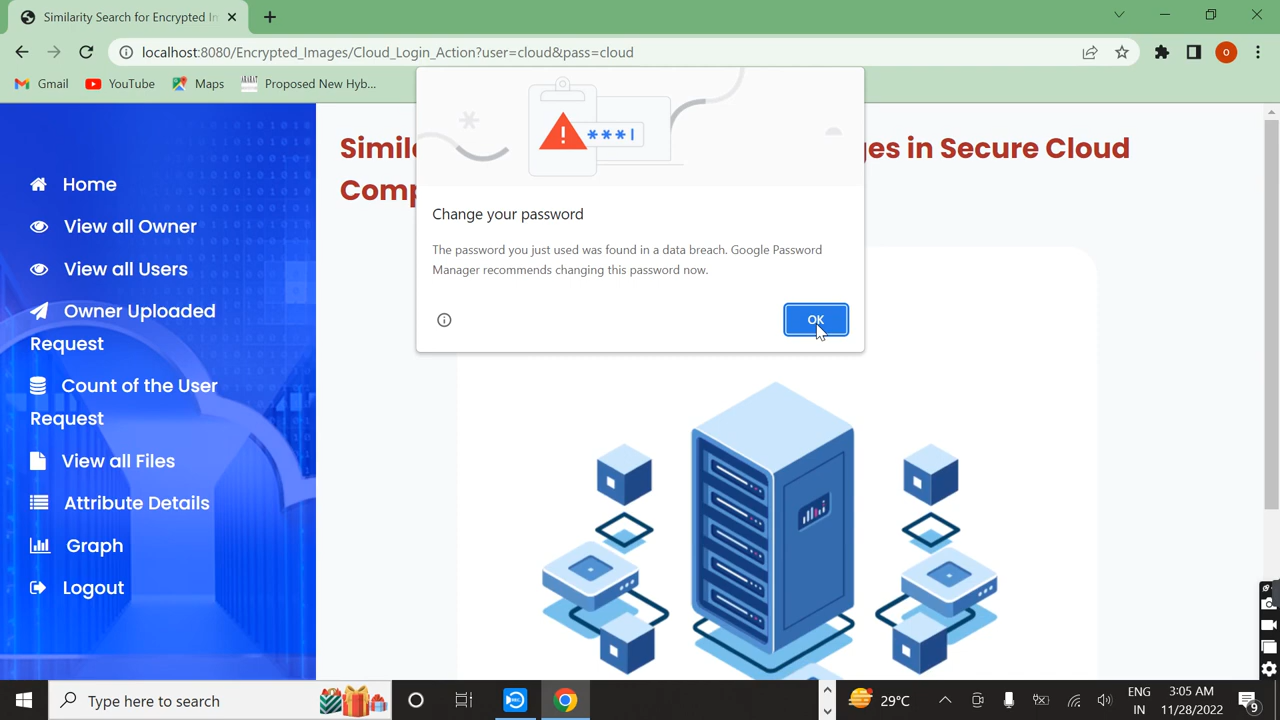 Similarity Search for Encrypted In
localhost:8080/Encrypted_Images/Cloud_Login_Action?user=cloud&pass=cloud
o
Gmail YouTube Maps Proposed New Hyb...
Home
View all Owner
View all Users
Owner Uploaded
Request
Count of the User
Request
View all Files
Attribute Details
Graph
Logout
in Secure Cloud
***
Change your password
The password you just used was found in a data breach. Google Password
Manager recommends changing this password now.
OK
Type here to search
29°C
ENG
IN
3:05 AM
11/28/2022
9